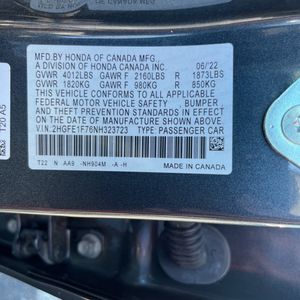 MFD.BY HONDA OF CANADA MFG.,
A DIVISION OF HONDA CANADA INC. 06/22
GVWR 4012LBS GAWR F 2160LBS R 1873LBS
GVWR 1820KG GAWR F 980KG R 850KG
THIS VEHICLE CONFORMS TO ALL APPLICABLE
FEDERAL MOTOR VEHICLE SAFETY, BUMPER
AND THEFT PREVENTION STANDARDS IN
EFFECT ON THE DATE OF MANUFACTURE
SHOWN ABOVE.
V.I.N.:2HGFE1F76NH323723 TYPE:PASSENGER CAR
T22 N AA9 -NH904M -A -H
MADE IN CANADA
T20 A5